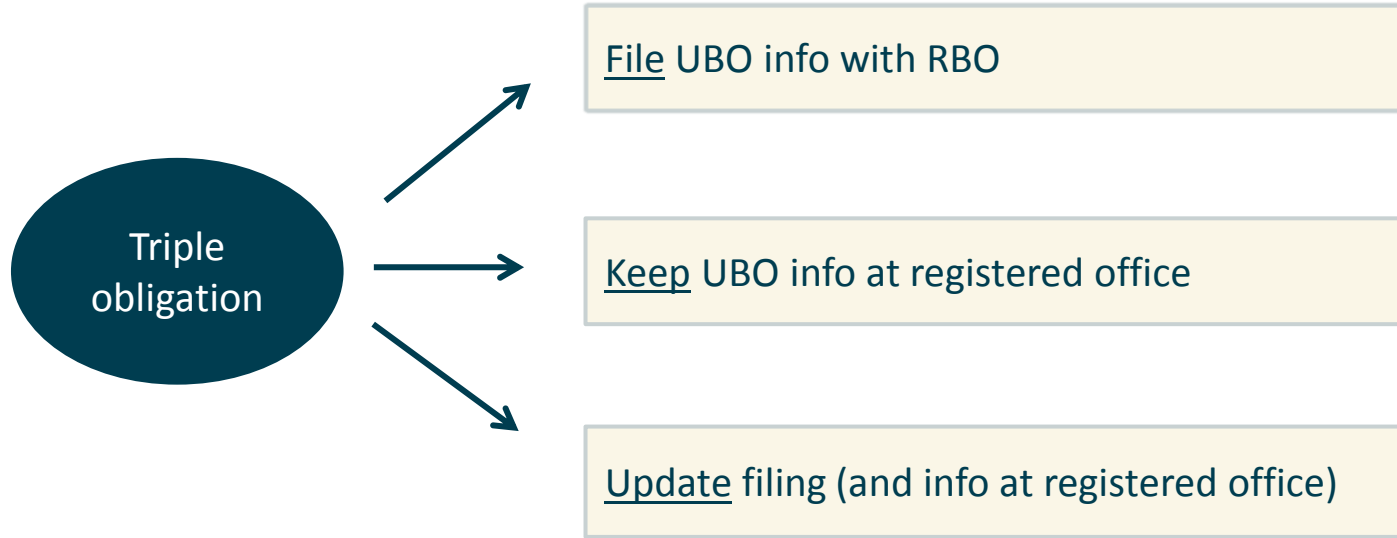 File UBO info with RBO
Triple
obligation
Keep UBO info at registered office
Update filing (and info at registered office)